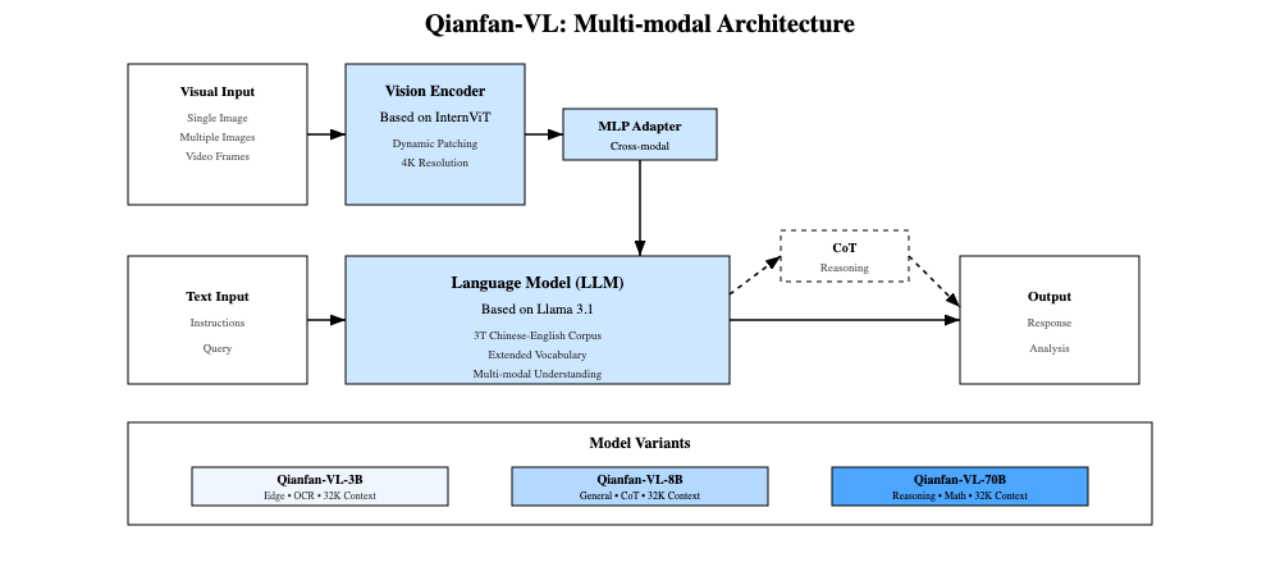 Qianfan-VL: Multi-modal Architecture
Visual Input
Single Image
Multiple Images
Video Frames
Vision Encoder
Based on InternViT
Dynamic Patching
4K Resolution
MLP Adapter
Cross-modal
Text Input
Instructions
Query
Language Model (LLM)
Based on Llama 3.1
3T Chinese-English Corpus
Extended Vocabulary
Multi-modal Understanding
CoT
Reasoning
Output
Response
Analysis
Model Variants
Qianfan-VL-3B
Edge • OCR • 32K Context
Qianfan-VL-8B
General • CoT • 32K Context
Qianfan-VL-70B
Reasoning • Math • 32K Context